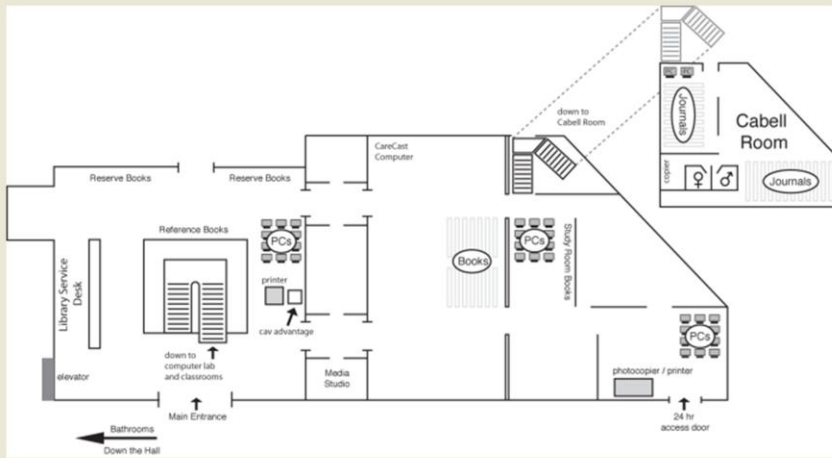 Reserve Books
Reserve Books
CareCast
Computer
down to
Cabell Room
PC
PC
Journals
Cabell
Room
copier
Journals
Library Service
Desk
Reference Books
PCs
printer
cav advantage
Books
PCs
Study Room Books
PCs
down to
computer lab
and classrooms
elevator
Media
Studio
photocopier / printer
Main Entrance
24 hr
access door
Bathrooms
Down the Hall